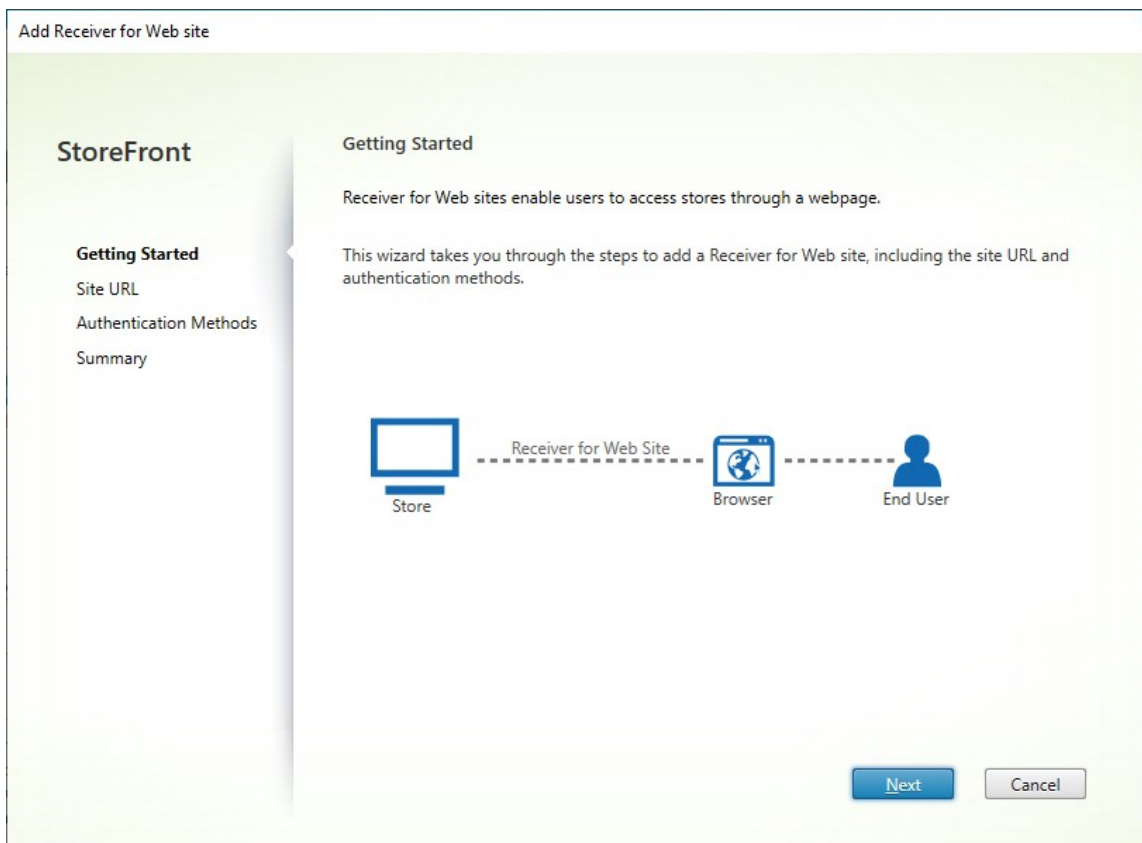 Add Receiver for Web site
StoreFront
Getting Started
Site URL
Authentication Methods
Summary
Getting Started
Receiver for Web sites enable users to access stores through a webpage.
This wizard takes you through the steps to add a Receiver for Web site, including the site URL and
authentication methods.
Receiver for Web Site
Store
Browser
End User
Next
Cancel